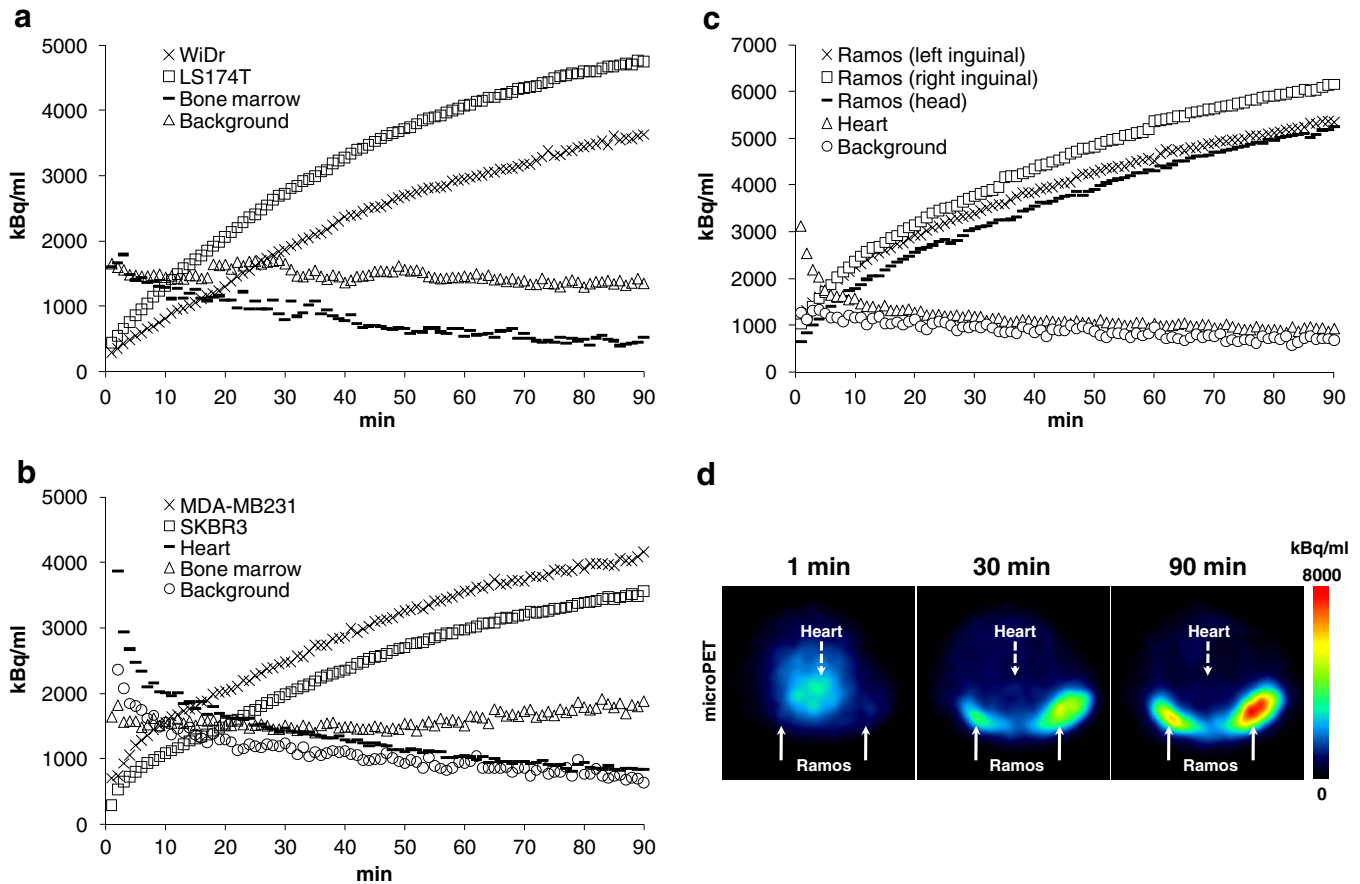 a
5000
4000
3000
2000
1000
0
kBq/ml
WiDr
LS174T
Bone marrow
Background
0 10 20 30 40 50 60 70 80 90
min
b
5000
4000
3000
2000
1000
0
kBq/ml
MDA-MB231
SKBR3
Heart
Bone marrow
Background
0 10 20 30 40 50 60 70 80 90
min
c
7000
6000
5000
4000
3000
2000
1000
0
kBq/ml
Ramos (left inguinal)
Ramos (right inguinal)
Ramos (head)
Heart
Background
0 10 20 30 40 50 60 70 80 90
min
d
1 min 30 min 90 min
kBq/ml
8000
0
microPET
Heart Heart Heart
Ramos Ramos Ramos